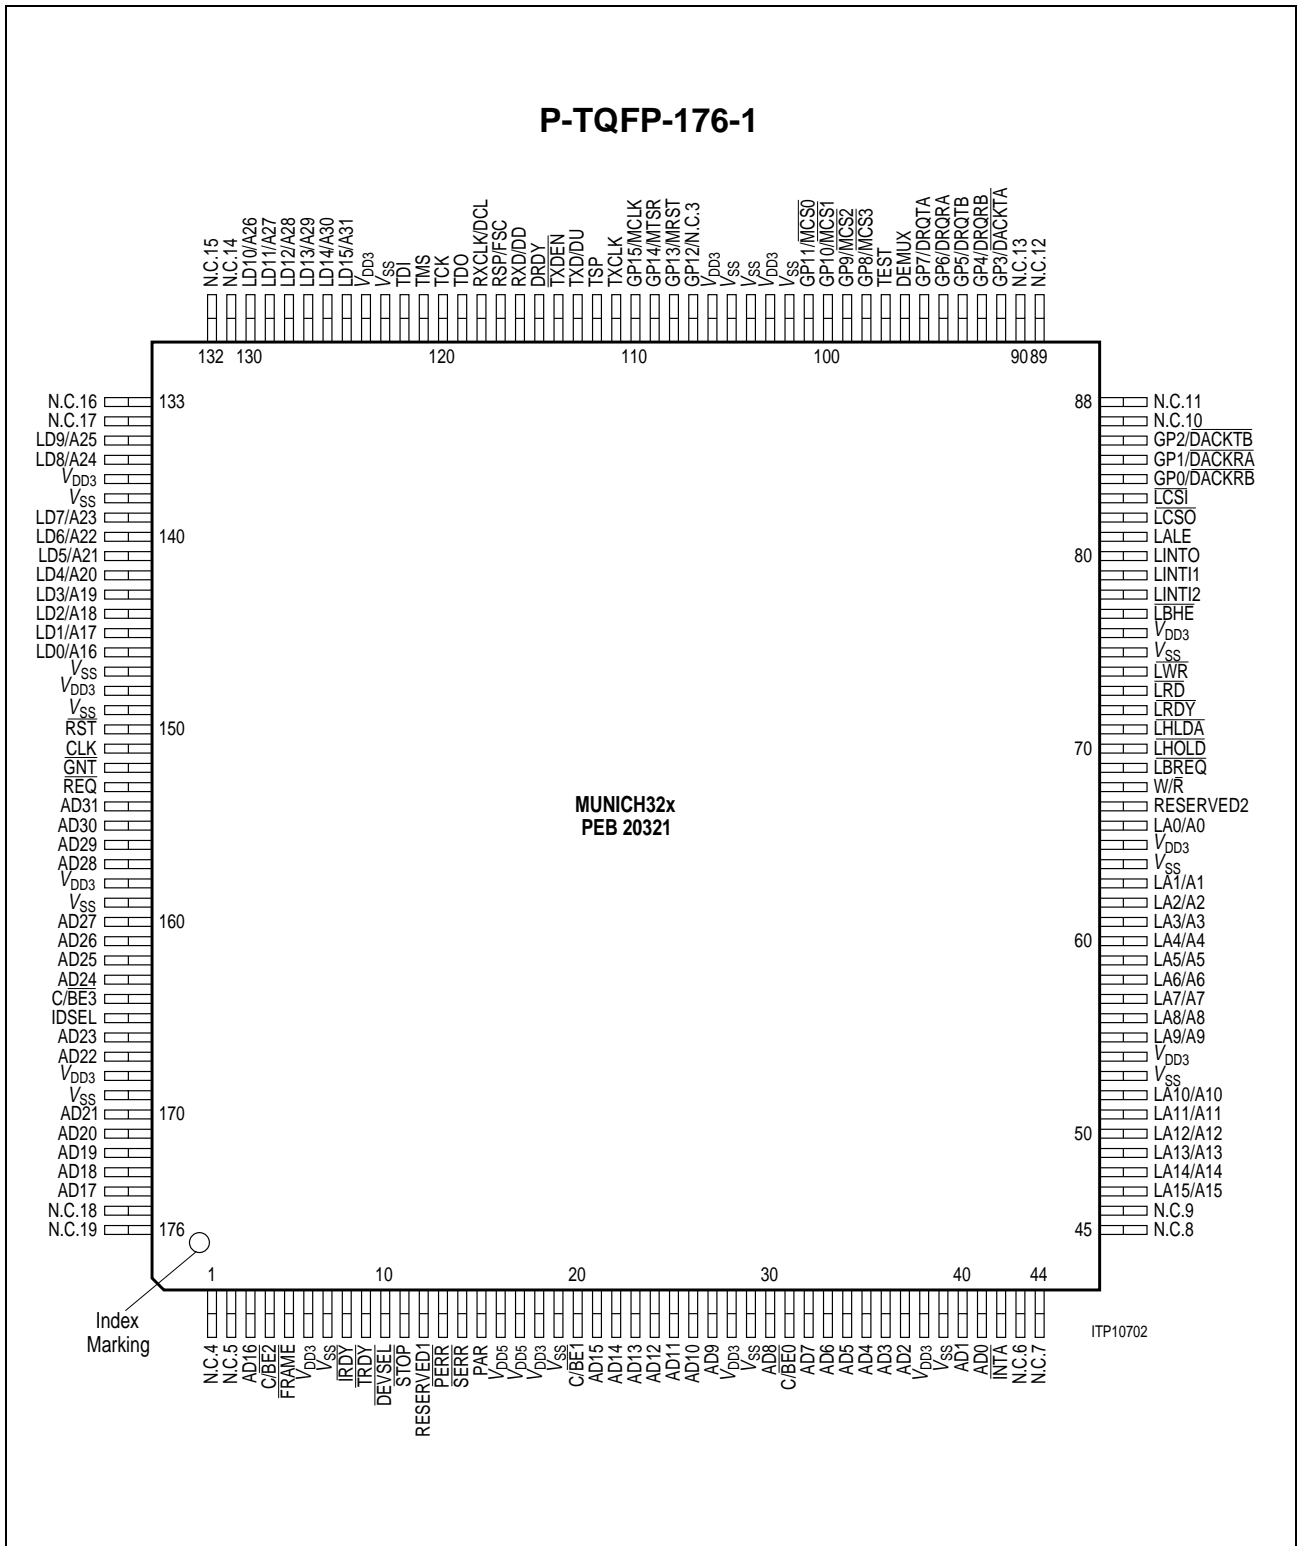 P-TQFP-176-1
N.C.15
N.C.14
LD10/A26
LD11/A27
LD12/A28
LD13/A29
LD14/A30
LD15/A31
VDD3
VSS
TDI
TMS
TCK
TDO
RXCLK/DCL
RSP/FSC
RXD/DD
DRDY
TXDEN
TXD/DU
TSP
TXCLK
GP15/MCLK
GP14/MTSR
GP13/MRST
GP12/N.C.3
VDD3
VSS
VSS
VDD3
VSS
GP11/MCS0
GP10/MCS1
GP9/MCS2
GP8/MCS3
TEST
DEMUX
GP7/DRQTA
GP6/DRQRA
GP5/DRQTB
GP4/DRQRB
GP3/DACKTA
N.C.13
N.C.12
132 130 120 110 100 90 89
N.C.16 133
N.C.17
LD9/A25
LD8/A24
VDD3
VSS
LD7/A23
LD6/A22 140
LD5/A21
LD4/A20
LD3/A19
LD2/A18
LD1/A17
LD0/A16
VSS
VDD3
VSS
RST 150
CLK
GNT
REQ
AD31
AD30
AD29
AD28
VDD3
VSS
AD27 160
AD26
AD25
AD24
C/BE3
IDSEL
AD23
AD22
VDD3
VSS
AD21 170
AD20
AD19
AD18
AD17
N.C.18
N.C.19 176
MUNICH32x
PEB 20321
88 N.C.11
N.C.10
GP2/DACKTB
GP1/DACKRA
GP0/DACKRB
LCSI
LCSO
LALE
80 LINTO
LINTI1
LINTI2
LBHE
VDD3
VSS
LWR
LRD
LRDY
LHLDA
70 LHOLD
LBREQ
W/R
RESERVED2
LA0/A0
VDD3
VSS
LA1/A1
LA2/A2
LA3/A3
60 LA4/A4
LA5/A5
LA6/A6
LA7/A7
LA8/A8
LA9/A9
VDD3
VSS
LA10/A10
LA11/A11
50 LA12/A12
LA13/A13
LA14/A14
LA15/A15
N.C.9
45 N.C.8
1 10 20 30 40 44
Index
Marking
N.C.4
N.C.5
AD16
C/BE2
FRAME
VDD3
VSS
IRDY
TRDY
DEVSEL
STOP
RESERVED1
PERR
SERR
PAR
VDD5
VDD5
VDD3
VSS
C/BE1
AD15
AD14
AD13
AD12
AD11
AD10
AD9
VDD3
VSS
AD8
C/BE0
AD7
AD6
AD5
AD4
AD3
AD2
VDD3
VSS
AD1
AD0
INTA
N.C.6
N.C.7
ITP10702